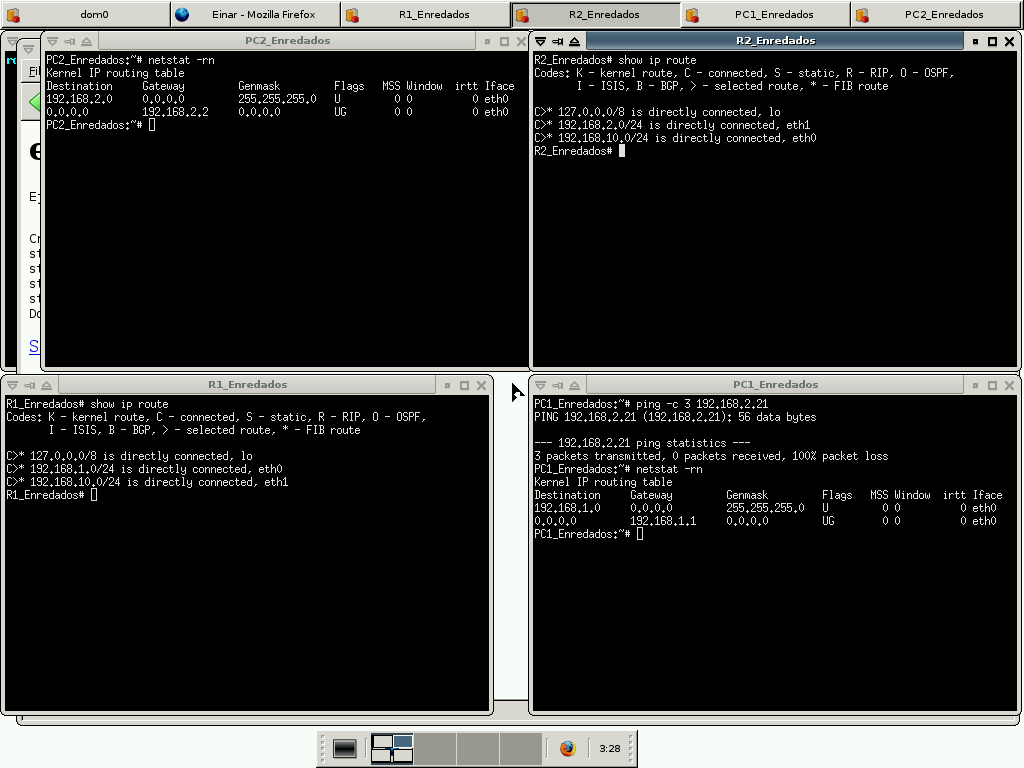 dom0
Einar - Mozilla Firefox
R1_Enredados
R2_Enredados
PC1_Enredados
PC2_Enredados
PC2_Enredados
PC2_Enredados:~# netstat -rn
Kernel IP routing table
Destination     Gateway         Genmask         Flags   MSS Window  irtt Iface
192.168.2.0     0.0.0.0         255.255.255.0   U         0 0          0 eth0
0.0.0.0         192.168.2.2     0.0.0.0         UG        0 0          0 eth0
PC2_Enredados:~#
R2_Enredados
R2_Enredados# show ip route
Codes: K - kernel route, C - connected, S - static, R - RIP, O - OSPF,
       I - ISIS, B - BGP, > - selected route, * - FIB route
C>* 127.0.0.0/8 is directly connected, lo
C>* 192.168.2.0/24 is directly connected, eth1
C>* 192.168.10.0/24 is directly connected, eth0
R2_Enredados#
R1_Enredados
R1_Enredados# show ip route
Codes: K - kernel route, C - connected, S - static, R - RIP, O - OSPF,
       I - ISIS, B - BGP, > - selected route, * - FIB route
C>* 127.0.0.0/8 is directly connected, lo
C>* 192.168.1.0/24 is directly connected, eth0
C>* 192.168.10.0/24 is directly connected, eth1
R1_Enredados#
PC1_Enredados
PC1_Enredados:~# ping -c 3 192.168.2.21
PING 192.168.2.21 (192.168.2.21): 56 data bytes
--- 192.168.2.21 ping statistics ---
3 packets transmitted, 0 packets received, 100% packet loss
PC1_Enredados:~# netstat -rn
Kernel IP routing table
Destination     Gateway         Genmask         Flags   MSS Window  irtt Iface
192.168.1.0     0.0.0.0         255.255.255.0   U         0 0          0 eth0
0.0.0.0         192.168.1.1     0.0.0.0         UG        0 0          0 eth0
PC1_Enredados:~#
3:28